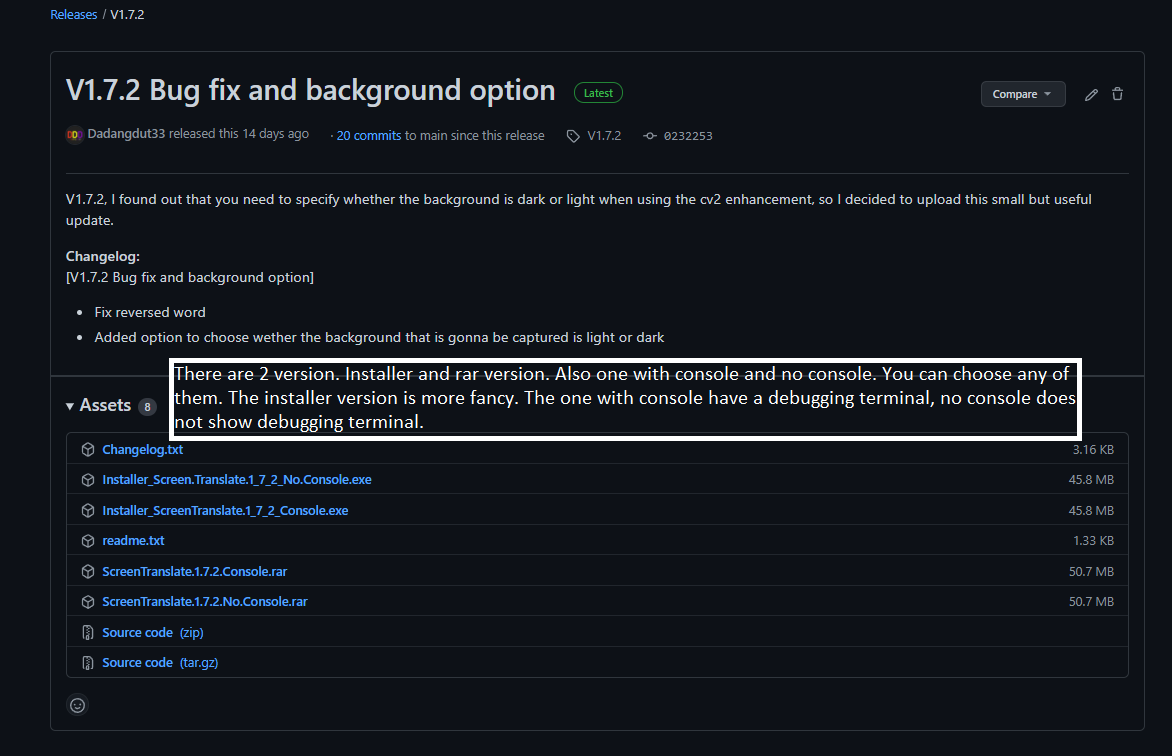 Releases / V1.7.2
V1.7.2 Bug fix and background option Latest
Compare
Dadangdut33 released this 14 days ago · 20 commits to main since this release V1.7.2 0232253
V1.7.2, I found out that you need to specify whether the background is dark or light when using the cv2 enhancement, so I decided to upload this small but useful
update.
Changelog:
[V1.7.2 Bug fix and background option]
• Fix reversed word
• Added option to choose wether the background that is gonna be captured is light or dark
There are 2 version. Installer and rar version. Also one with console and no console. You can choose any of
them. The installer version is more fancy. The one with console have a debugging terminal, no console does
not show debugging terminal.
Assets 8
Changelog.txt 3.16 KB
Installer_Screen.Translate.1_7_2_No.Console.exe 45.8 MB
Installer_ScreenTranslate.1_7_2_Console.exe 45.8 MB
readme.txt 1.33 KB
ScreenTranslate.1.7.2.Console.rar 50.7 MB
ScreenTranslate.1.7.2.No.Console.rar 50.7 MB
Source code (zip)
Source code (tar.gz)